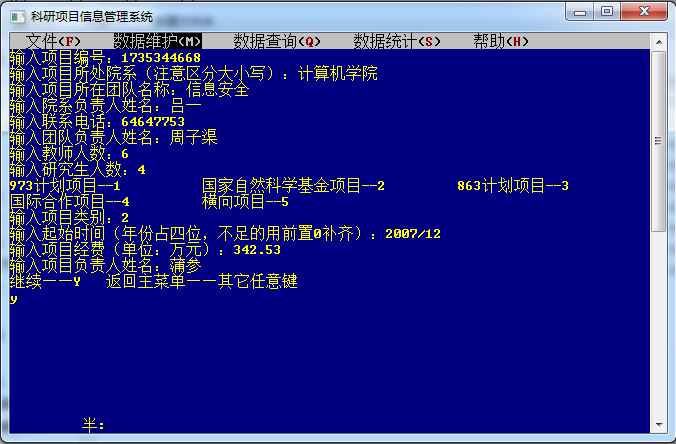 科研项目信息管理系统
文件(F) 数据维护(M) 数据查询(Q) 数据统计(S) 帮助(H)
输入项目编号：1735344668
输入项目所处院系（注意区分大小写）：计算机学院
输入项目所在团队名称：信息安全
输入院系负责人姓名：吕一
输入联系电话：64647753
输入团队负责人姓名：周子渠
输入教师人数：6
输入研究生人数：4
973计划项目--1 国家自然科学基金项目--2 863计划项目--3
国际合作项目--4 横向项目--5
输入项目类别：2
输入起始时间（年份占四位，不足的用前置0补齐）：2007/12
输入项目经费（单位：万元）：342.53
输入项目负责人姓名：蒲参
继续——Y 返回主菜单——其它任意键
y
半：